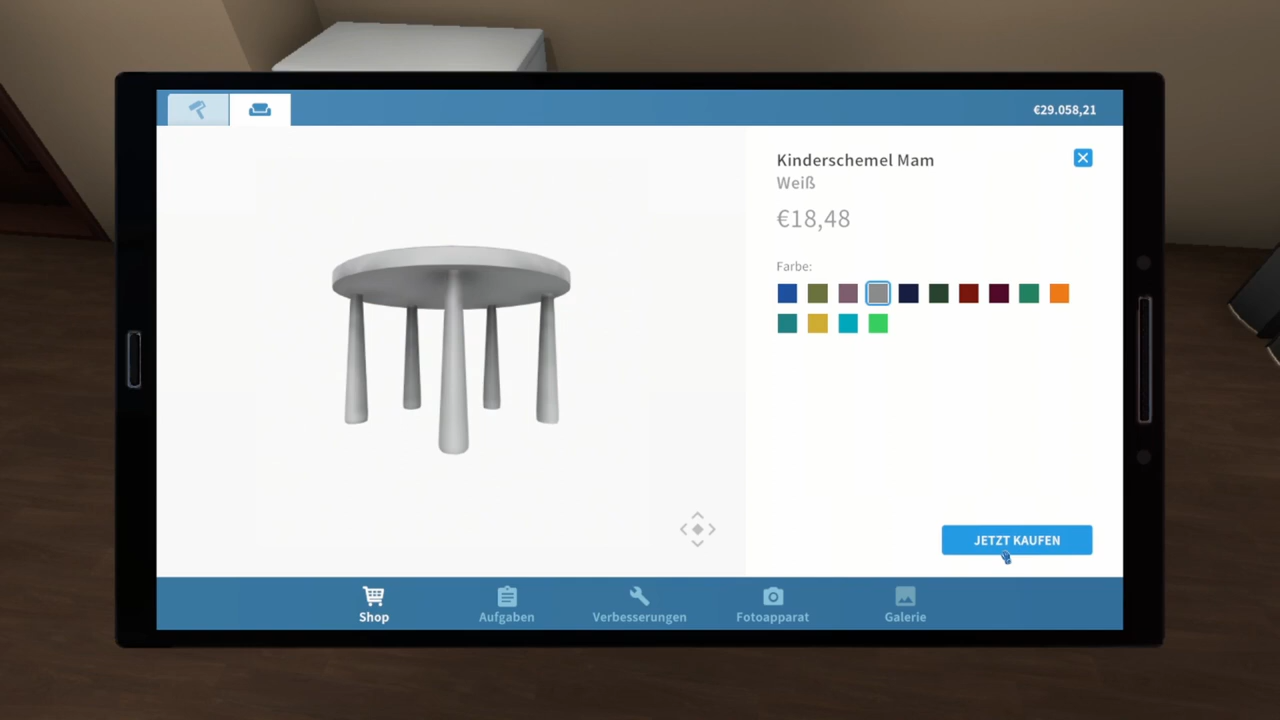 €29.058,21
Kinderschemel Mam
Weiß
€18,48
Farbe:
JETZT KAUFEN
Shop
Aufgaben
Verbesserungen
Fotoapparat
Galerie